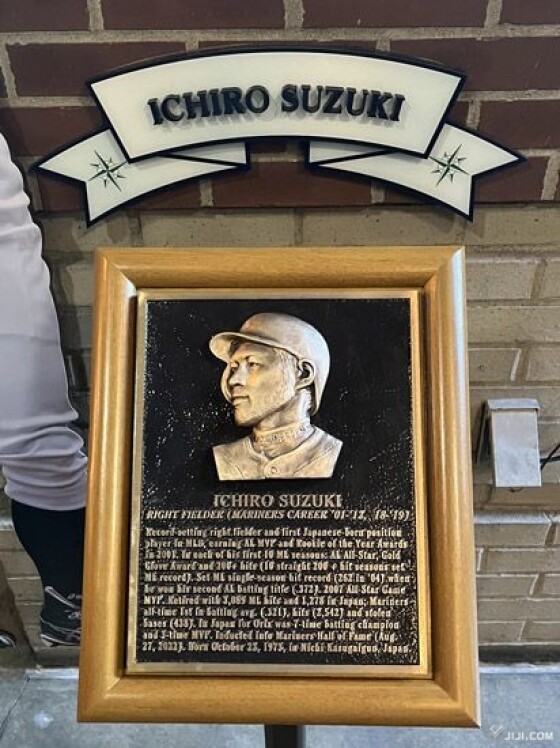 ICHIRO SUZUKI
ICHIRO SUZUKI
RIGHT FIELDER (MARINERS CAREER '01-'12, '18-'19)
Record-setting right fielder and first Japanese-born position
player in MLB, earning AL MVP and Rookie of the Year Awards
in 2001. In each of his first 10 ML seasons: AL All-Star, Gold
Glove Award and 200+ hits (10 straight 200 + hit seasons set
ML record). Set ML single-season hit record (262 in '04) when
he won his second AL batting title (.372). 2007 All-Star Game
MVP. Retired with 3,089 ML hits and 1,278 in Japan; Mariners
all-time 1st in batting avg. (.321), hits (2,542) and stolen
bases (438). In Japan for Orix was 7-time batting champion
and 3-time MVP. Inducted into Mariners Hall of Fame (Aug.
27, 2022). Born October 22, 1973, in Nichi Kasugaigun, Japan.
JIJI.COM